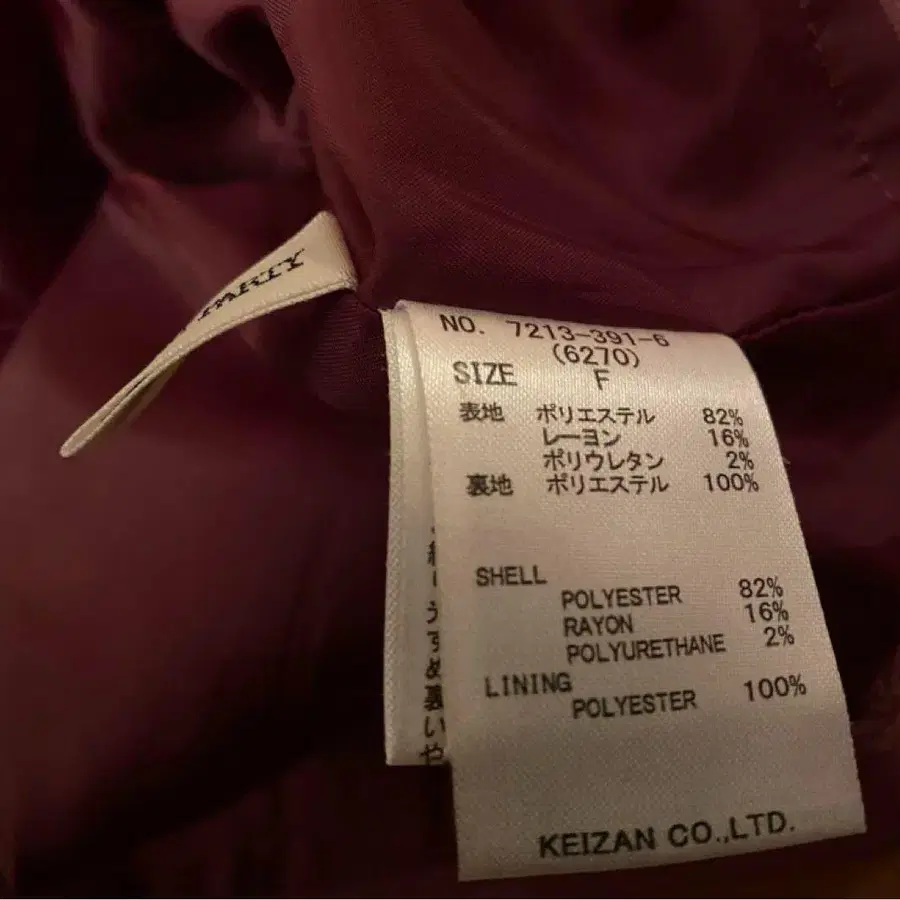 PARTY
NO. 7213-391-6
(6270)
SIZE F
表地 ポリエステル 82%
レーヨン 16%
ポリウレタン 2%
裏地 ポリエステル 100%
SHELL
POLYESTER 82%
RAYON 16%
POLYURETHANE 2%
LINING
POLYESTER 100%
KEIZAN CO.,LTD.